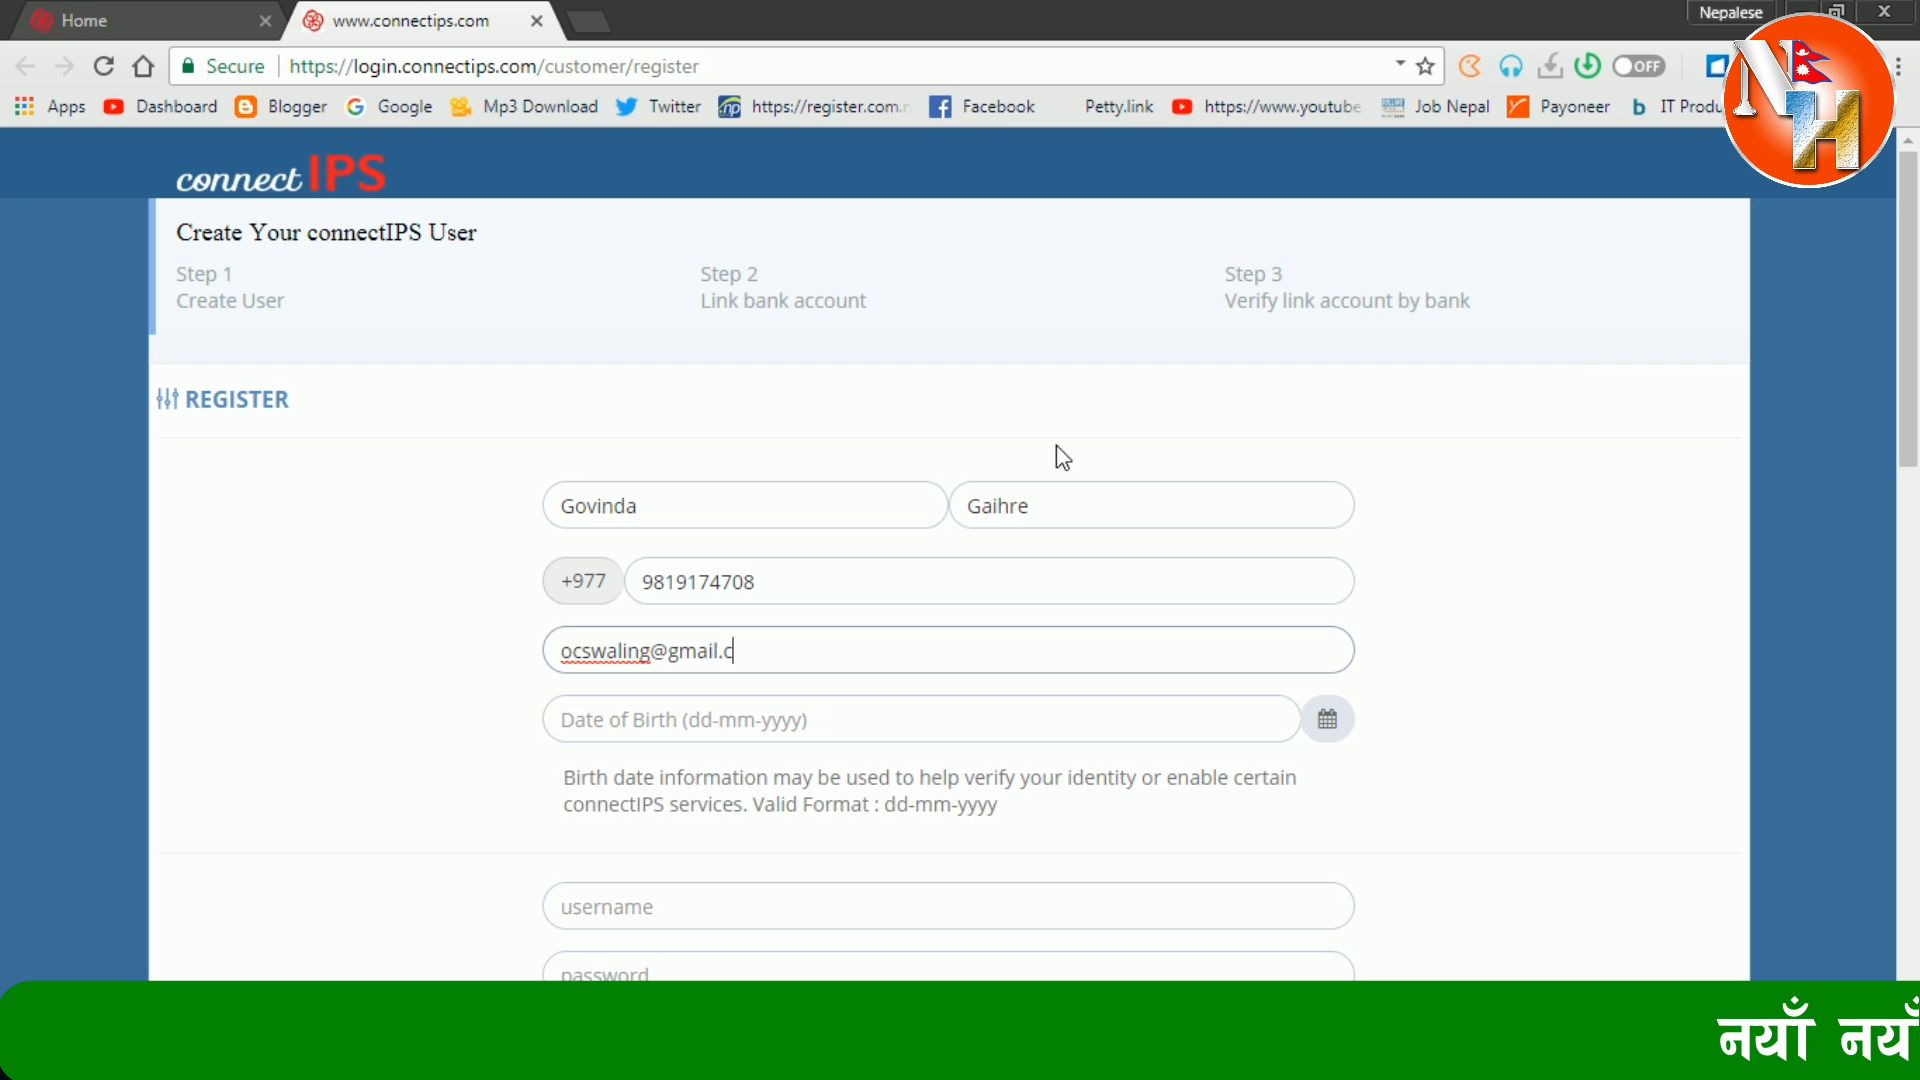 Home
www.connectips.com
Nepalese
Secure https://login.connectips.com/customer/register
OFF
Apps Dashboard Blogger Google Mp3 Download Twitter https://register.com.n Facebook Petty.link https://www.youtube Job Nepal Payoneer IT Produ
NH
connectIPS
Create Your connectIPS User
Step 1 Step 2 Step 3
Create User Link bank account Verify link account by bank
REGISTER
Govinda Gaihre
+977 9819174708
ocswaling@gmail.c
Date of Birth (dd-mm-yyyy)
Birth date information may be used to help verify your identity or enable certain
connectIPS services. Valid Format : dd-mm-yyyy
username
password
नयाँ नयाँ